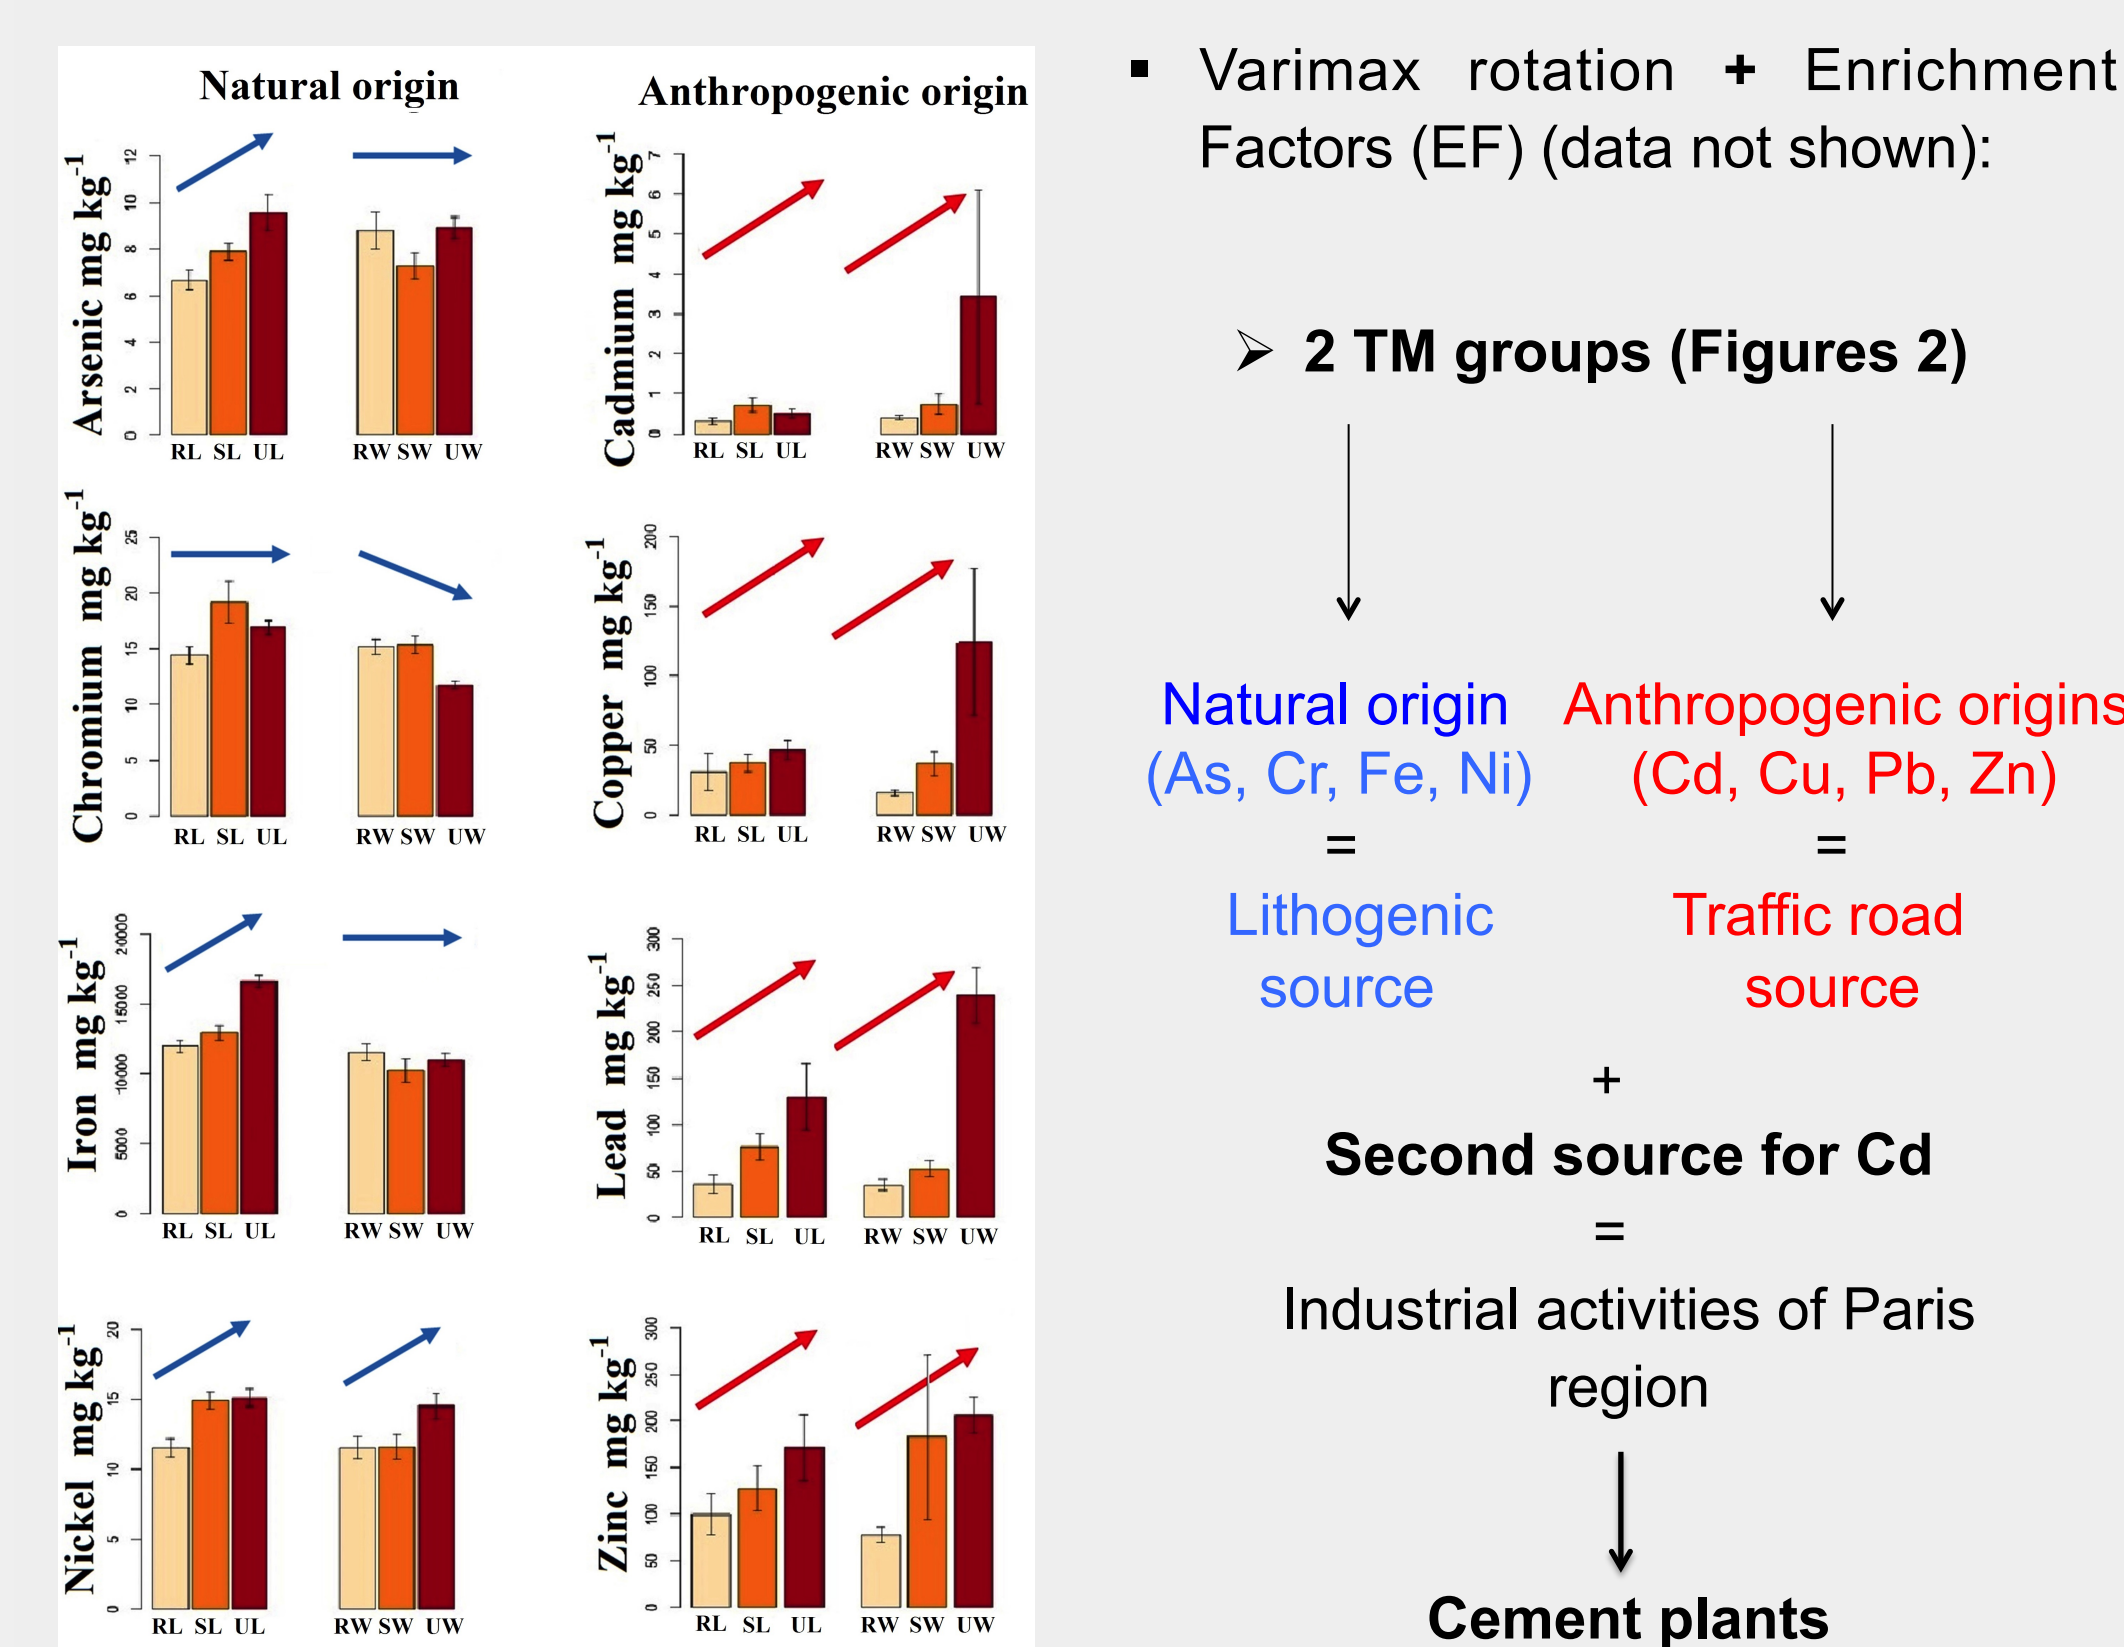 Natural origin
Anthropogenic origin
Arsenic mg kg-1
0 2 4 6 8 10 12
RL SL UL
RW SW UW
Cadmium mg kg-1
0 1 2 3 4 5 6 7
RL SL UL
RW SW UW
Chromium mg kg-1
0 5 10 15 20 25
RL SL UL
RW SW UW
Copper mg kg-1
0 50 100 150 200
RL SL UL
RW SW UW
Iron mg kg-1
0 5000 10000 15000 20000
RL SL UL
RW SW UW
Lead mg kg-1
0 50 100 150 200 250 300
RL SL UL
RW SW UW
Nickel mg kg-1
0 5 10 15 20
RL SL UL
RW SW UW
Zinc mg kg-1
0 50 100 150 200 250 300
RL SL UL
RW SW UW
▪ Varimax rotation + Enrichment
Factors (EF) (data not shown):
➢ 2 TM groups (Figures 2)
Natural origin
(As, Cr, Fe, Ni)
=
Lithogenic
source
Anthropogenic origins
(Cd, Cu, Pb, Zn)
=
Traffic road
source
+
Second source for Cd
=
Industrial activities of Paris
region
Cement plants